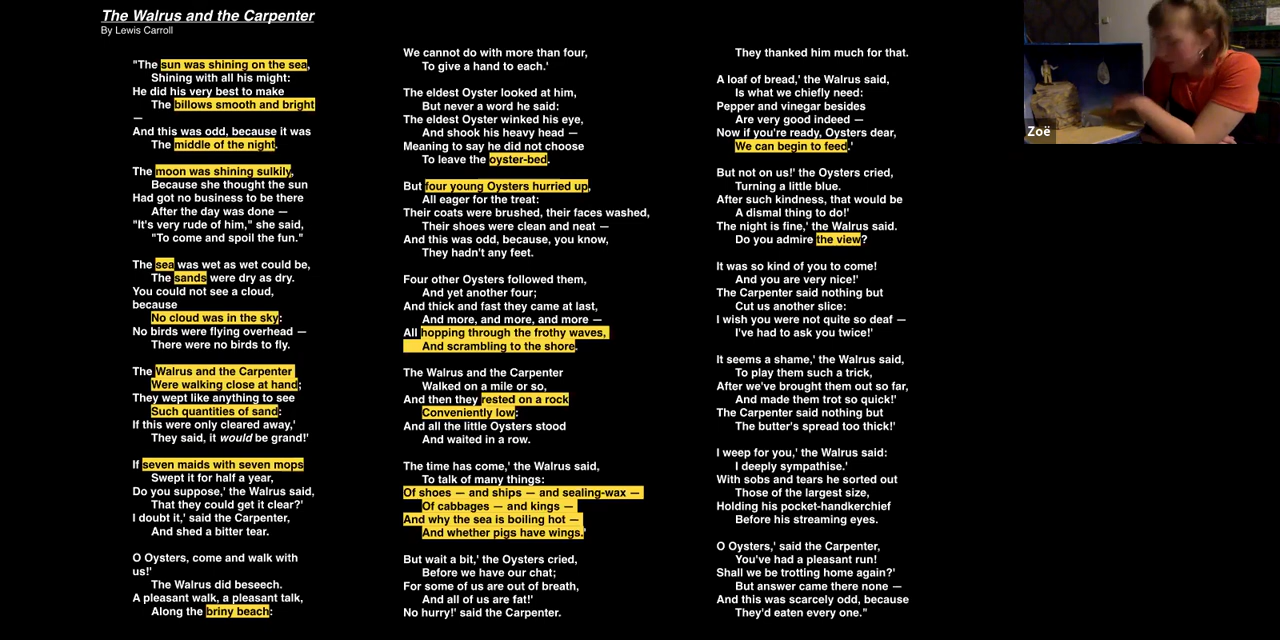 The Walrus and the Carpenter
By Lewis Carroll
"The sun was shining on the sea,
Shining with all his might:
He did his very best to make
The billows smooth and bright
—
And this was odd, because it was
The middle of the night.
The moon was shining sulkily,
Because she thought the sun
Had got no business to be there
After the day was done —
"It's very rude of him," she said,
"To come and spoil the fun."
The sea was wet as wet could be,
The sands were dry as dry.
You could not see a cloud,
because
No cloud was in the sky:
No birds were flying overhead —
There were no birds to fly.
The Walrus and the Carpenter
Were walking close at hand;
They wept like anything to see
Such quantities of sand:
If this were only cleared away,'
They said, it would be grand!'
If seven maids with seven mops
Swept it for half a year,
Do you suppose,' the Walrus said,
That they could get it clear?'
I doubt it,' said the Carpenter,
And shed a bitter tear.
O Oysters, come and walk with
us!'
The Walrus did beseech.
A pleasant walk, a pleasant talk,
Along the briny beach:
We cannot do with more than four,
To give a hand to each.'
The eldest Oyster looked at him,
But never a word he said:
The eldest Oyster winked his eye,
And shook his heavy head —
Meaning to say he did not choose
To leave the oyster-bed.
But four young Oysters hurried up,
All eager for the treat:
Their coats were brushed, their faces washed,
Their shoes were clean and neat —
And this was odd, because, you know,
They hadn't any feet.
Four other Oysters followed them,
And yet another four;
And thick and fast they came at last,
And more, and more, and more —
All hopping through the frothy waves,
And scrambling to the shore.
The Walrus and the Carpenter
Walked on a mile or so,
And then they rested on a rock
Conveniently low:
And all the little Oysters stood
And waited in a row.
The time has come,' the Walrus said,
To talk of many things:
Of shoes — and ships — and sealing-wax —
Of cabbages — and kings —
And why the sea is boiling hot —
And whether pigs have wings.'
But wait a bit,' the Oysters cried,
Before we have our chat;
For some of us are out of breath,
And all of us are fat!'
No hurry!' said the Carpenter.
They thanked him much for that.
A loaf of bread,' the Walrus said,
Is what we chiefly need:
Pepper and vinegar besides
Are very good indeed —
Now if you're ready, Oysters dear,
We can begin to feed.'
But not on us!' the Oysters cried,
Turning a little blue.
After such kindness, that would be
A dismal thing to do!'
The night is fine,' the Walrus said.
Do you admire the view?
It was so kind of you to come!
And you are very nice!'
The Carpenter said nothing but
Cut us another slice:
I wish you were not quite so deaf —
I've had to ask you twice!'
It seems a shame,' the Walrus said,
To play them such a trick,
After we've brought them out so far,
And made them trot so quick!'
The Carpenter said nothing but
The butter's spread too thick!'
I weep for you,' the Walrus said:
I deeply sympathise.'
With sobs and tears he sorted out
Those of the largest size,
Holding his pocket-handkerchief
Before his streaming eyes.
O Oysters,' said the Carpenter,
You've had a pleasant run!
Shall we be trotting home again?'
But answer came there none —
And this was scarcely odd, because
They'd eaten every one."
Zoë